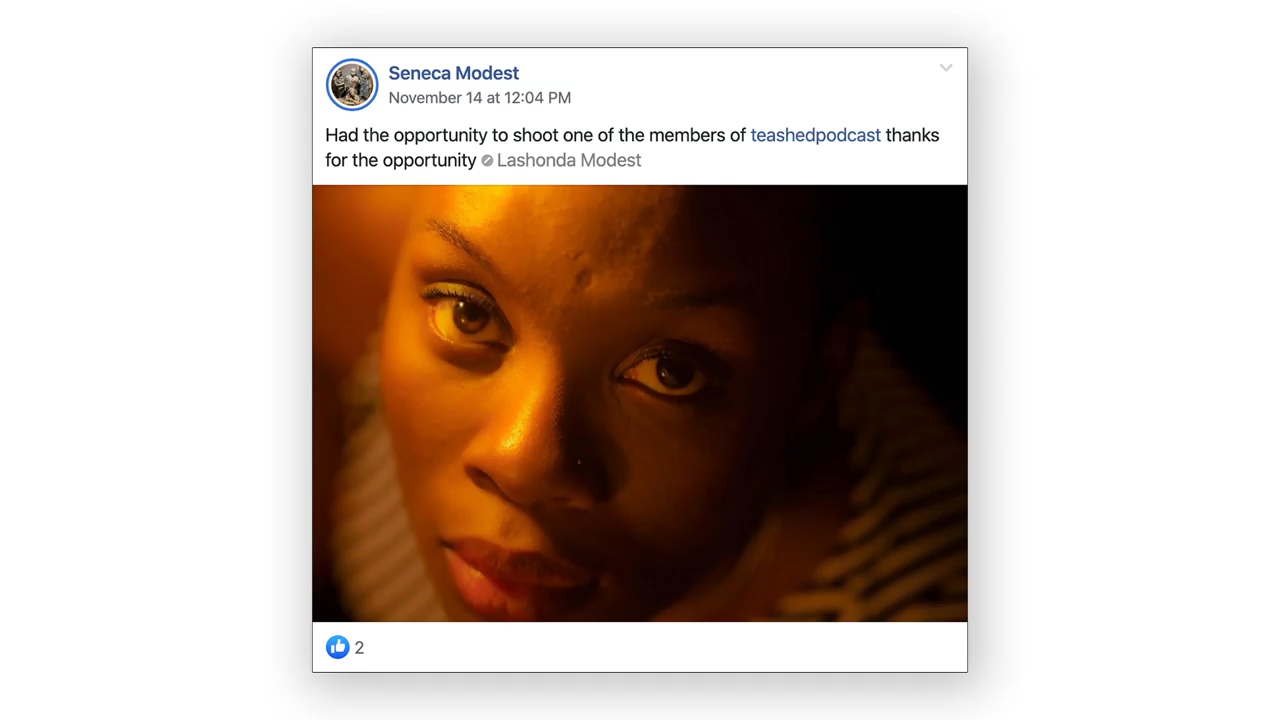 Seneca Modest
November 14 at 12:04 PM
Had the opportunity to shoot one of the members of teashedpodcast thanks
for the opportunity Lashonda Modest
2